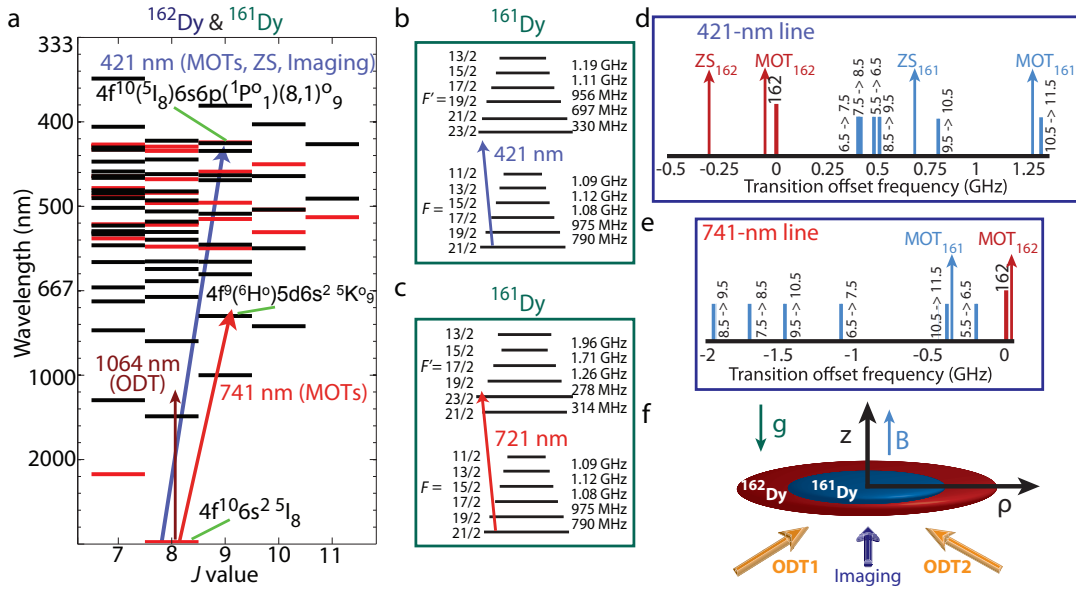 a
162Dy & 161Dy
333
400
500
667
1000
2000
Wavelength (nm)
421 nm (MOTs, ZS, Imaging)
4f10(5I8)6s6p(1Po1)(8,1)o9
4f9(6Ho)5d6s2 5Ko9
1064 nm
(ODT)
741 nm (MOTs)
4f106s2 5I8
7 8 9 10 11
J value
b
161Dy
13/2
15/2
17/2
F' = 19/2
21/2
23/2
1.19 GHz
1.11 GHz
956 MHz
697 MHz
330 MHz
421 nm
11/2
13/2
15/2
F = 17/2
19/2
21/2
1.09 GHz
1.12 GHz
1.08 GHz
975 MHz
790 MHz
c
161Dy
13/2
15/2
F'= 17/2
19/2
23/2
21/2
1.96 GHz
1.71 GHz
1.26 GHz
278 MHz
314 MHz
721 nm
11/2
13/2
F = 15/2
17/2
19/2
21/2
1.09 GHz
1.12 GHz
1.08 GHz
975 MHz
790 MHz
d
421-nm line
ZS162
MOT162
162
6.5 -> 7.5
7.5 -> 8.5
5.5 -> 6.5
8.5 -> 9.5
ZS161
9.5 -> 10.5
MOT161
10.5 -> 11.5
-0.5 -0.25 0 0.25 0.5 0.75 1 1.25
Transition offset frequency (GHz)
e
741-nm line
8.5 -> 9.5
7.5 -> 8.5
9.5 -> 10.5
6.5 -> 7.5
10.5 -> 11.5
MOT161
5.5 -> 6.5
162
MOT162
-2 -1.5 -1 -0.5 0
Transition offset frequency (GHz)
f
g
z
B
162Dy
161Dy
ρ
ODT1
Imaging
ODT2